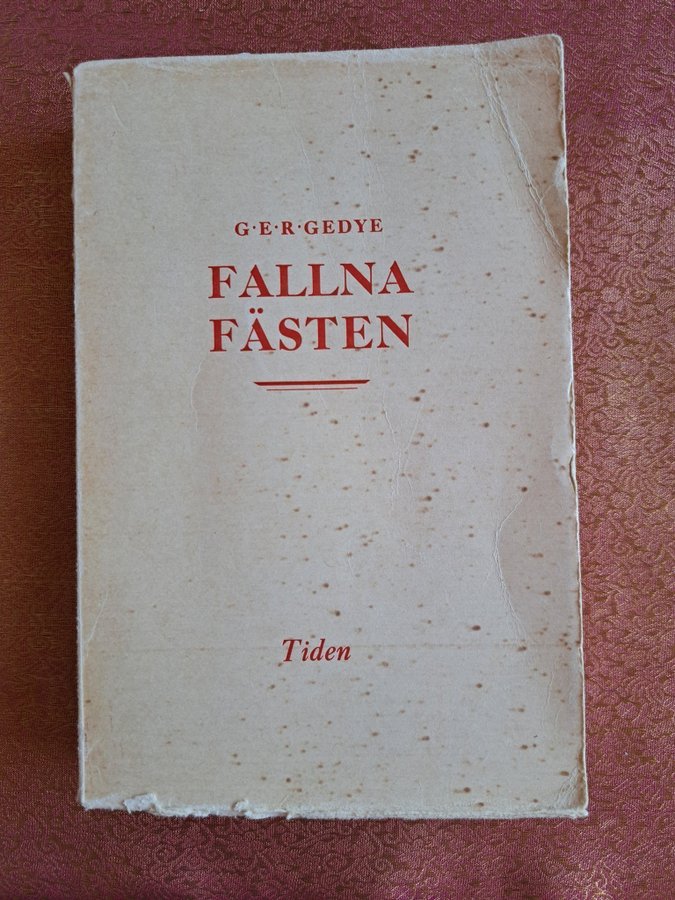 G·E·R·GEDYE
FALLNA
FÄSTEN
Tiden